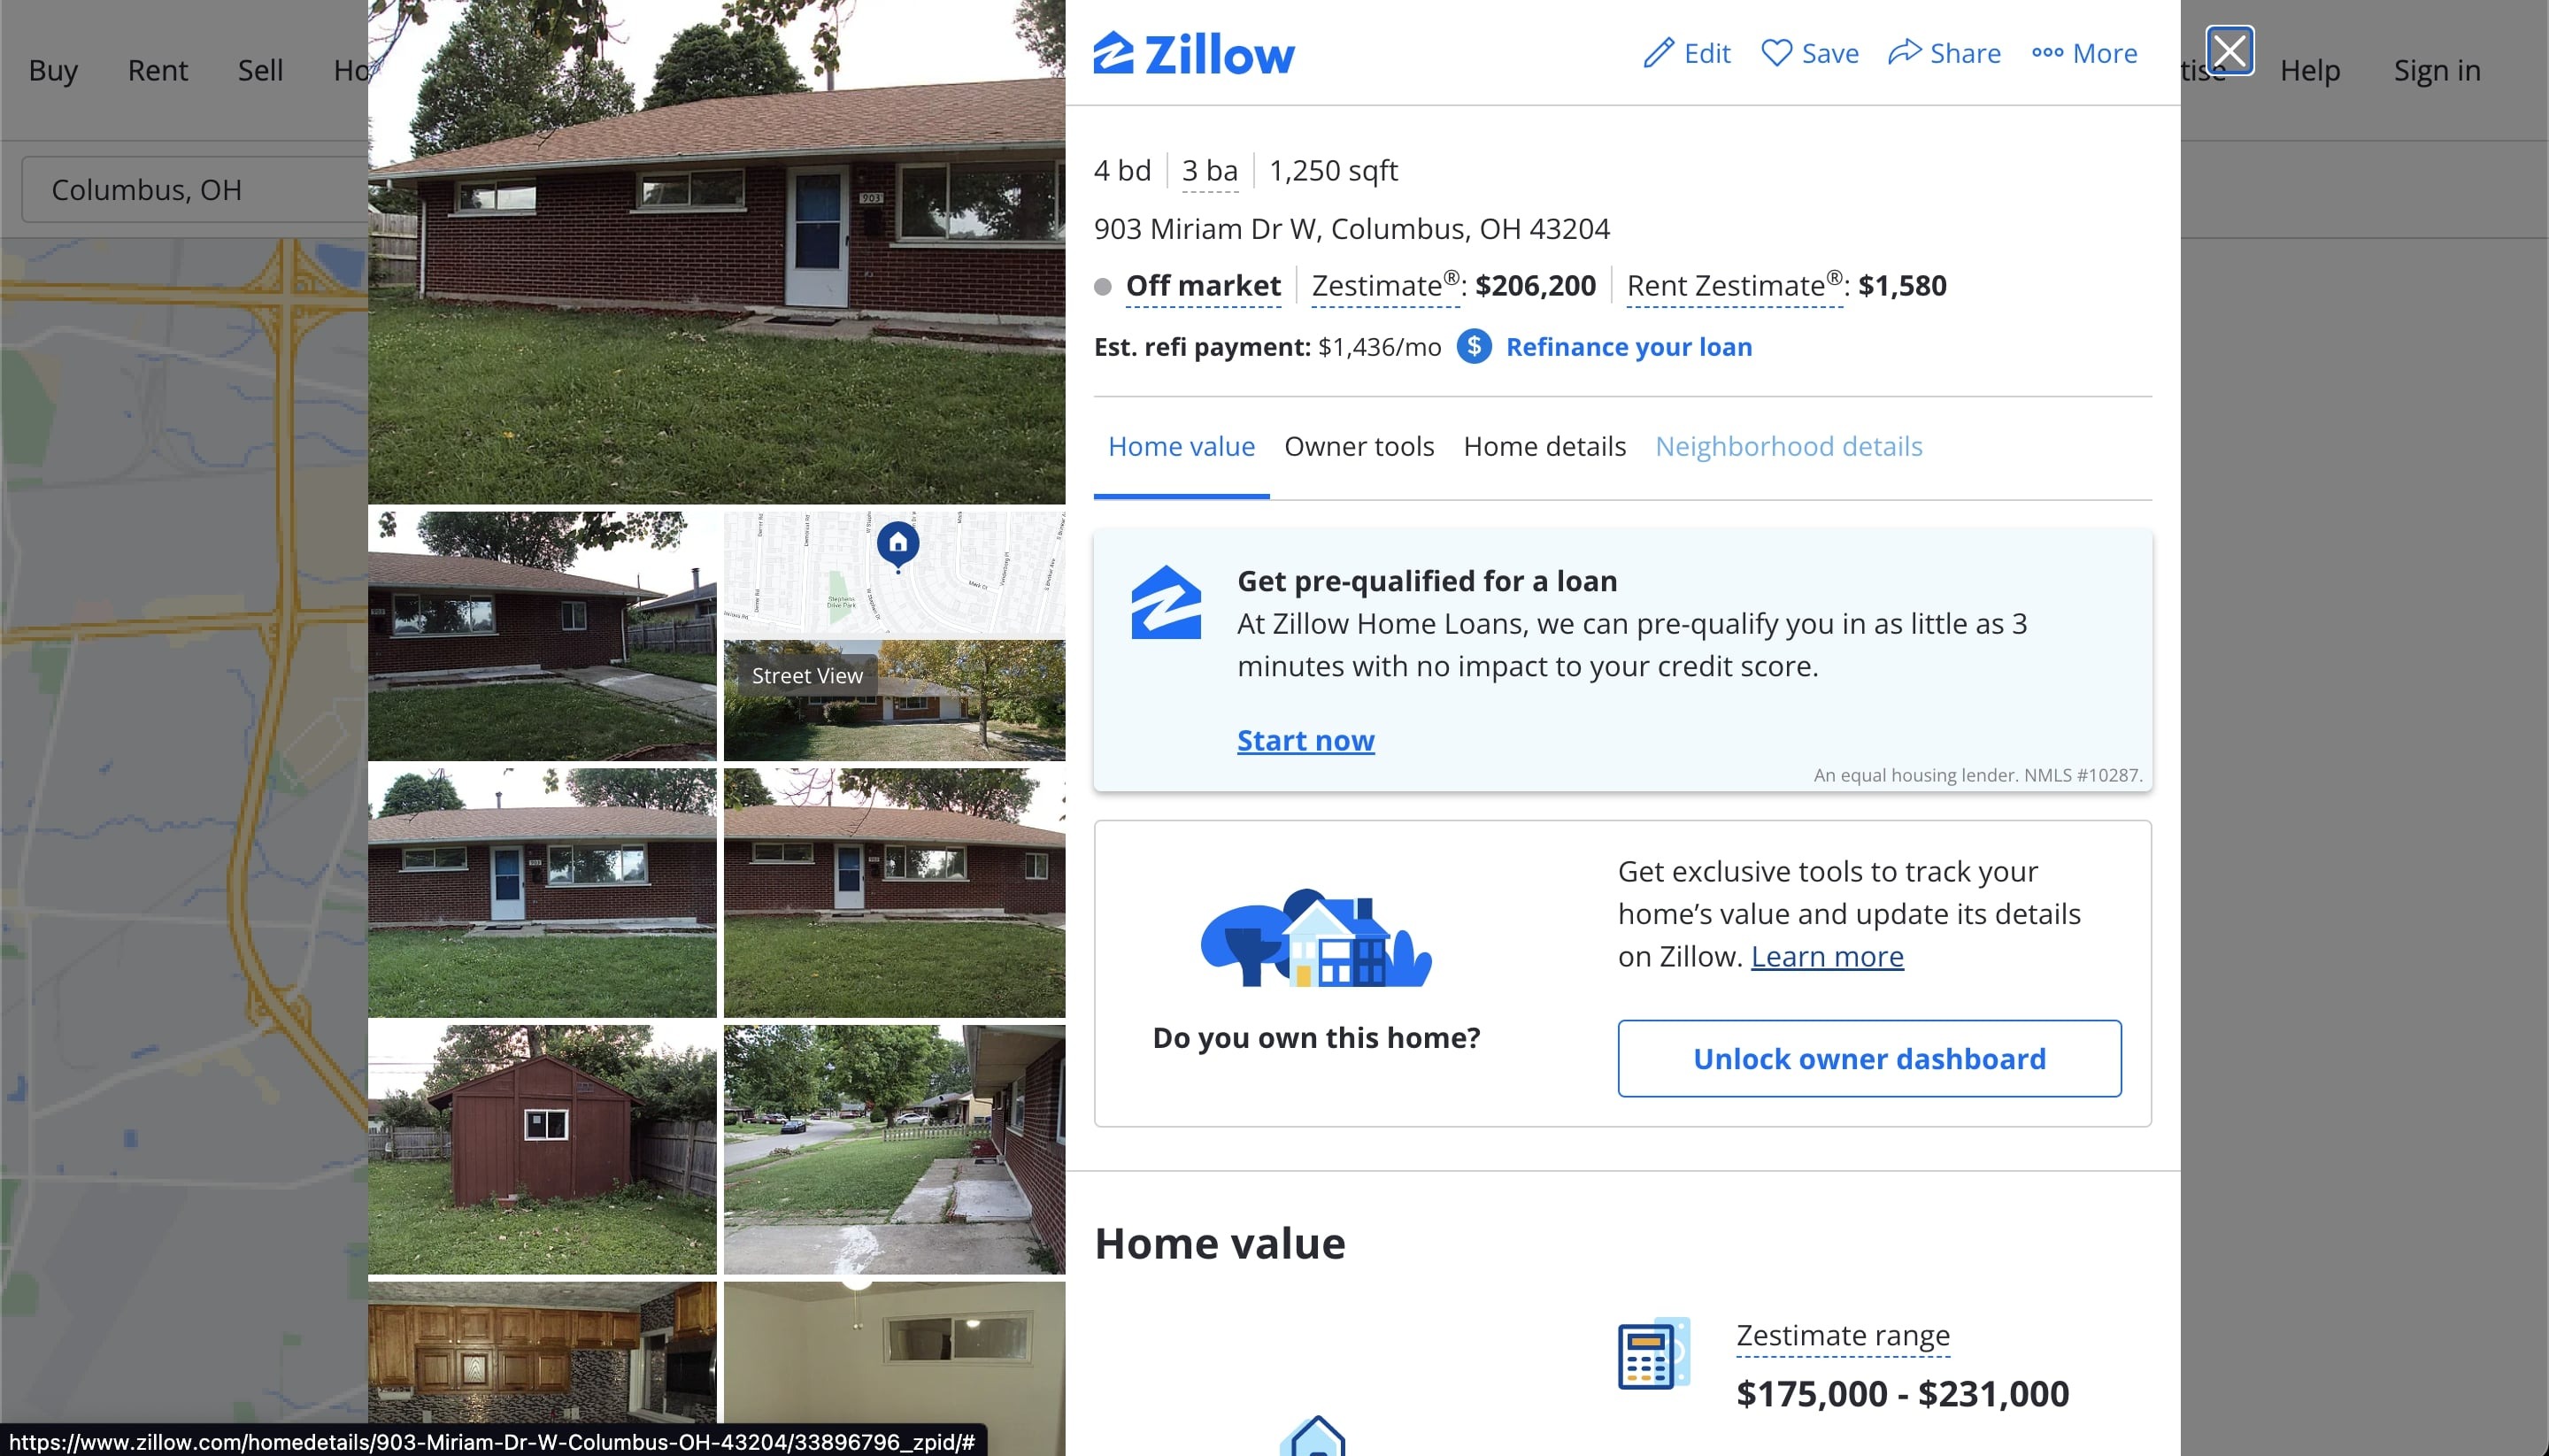 Buy Rent Sell Ho
Columbus, OH
903
Street View
Stephens
Drive Park
Mark Ct
Zillow
Edit
Save
Share
More
tise
Help
Sign in
4 bd
3 ba
1,250 sqft
903 Miriam Dr W, Columbus, OH 43204
Off market
Zestimate®: $206,200
Rent Zestimate®: $1,580
Est. refi payment: $1,436/mo
$ Refinance your loan
Home value Owner tools Home details Neighborhood details
Get pre-qualified for a loan
At Zillow Home Loans, we can pre-qualify you in as little as 3
minutes with no impact to your credit score.
Start now
An equal housing lender. NMLS #10287.
Do you own this home?
Get exclusive tools to track your
home’s value and update its details
on Zillow. Learn more
Unlock owner dashboard
Home value
Zestimate range
$175,000 - $231,000
https://www.zillow.com/homedetails/903-Miriam-Dr-W-Columbus-OH-43204/33896796_zpid/#